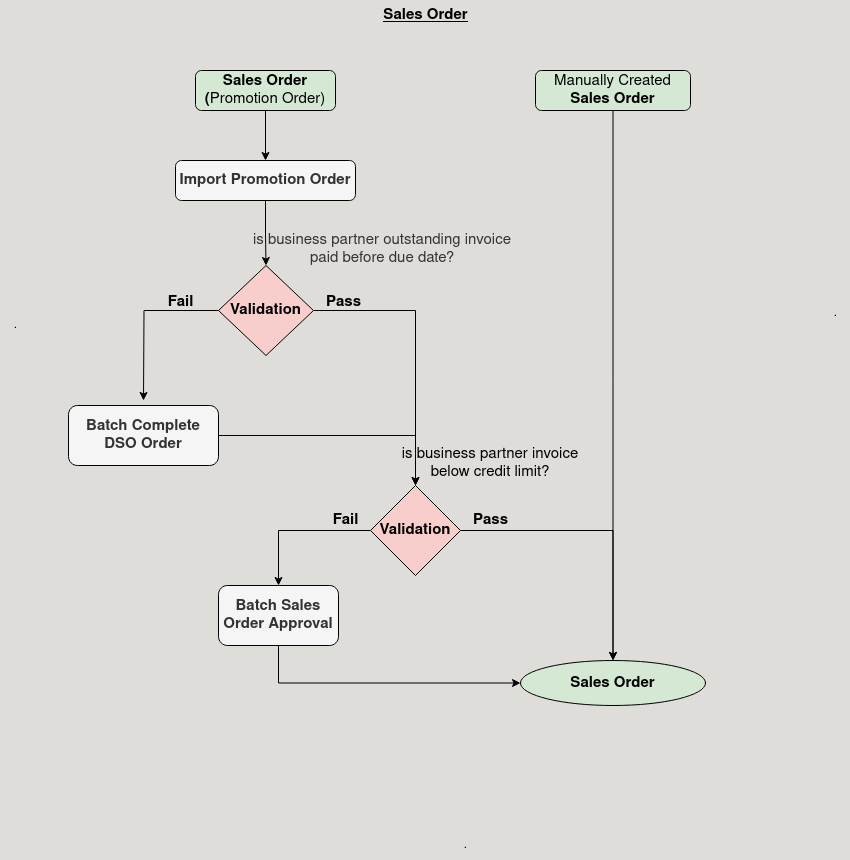 Sales Order
Sales Order
(Promotion Order)
Manually Created
Sales Order
Import Promotion Order
is business partner outstanding invoice
paid before due date?
Fail
Validation
Pass
Batch Complete
DSO Order
is business partner invoice
below credit limit?
Fail
Validation
Pass
Batch Sales
Order Approval
Sales Order